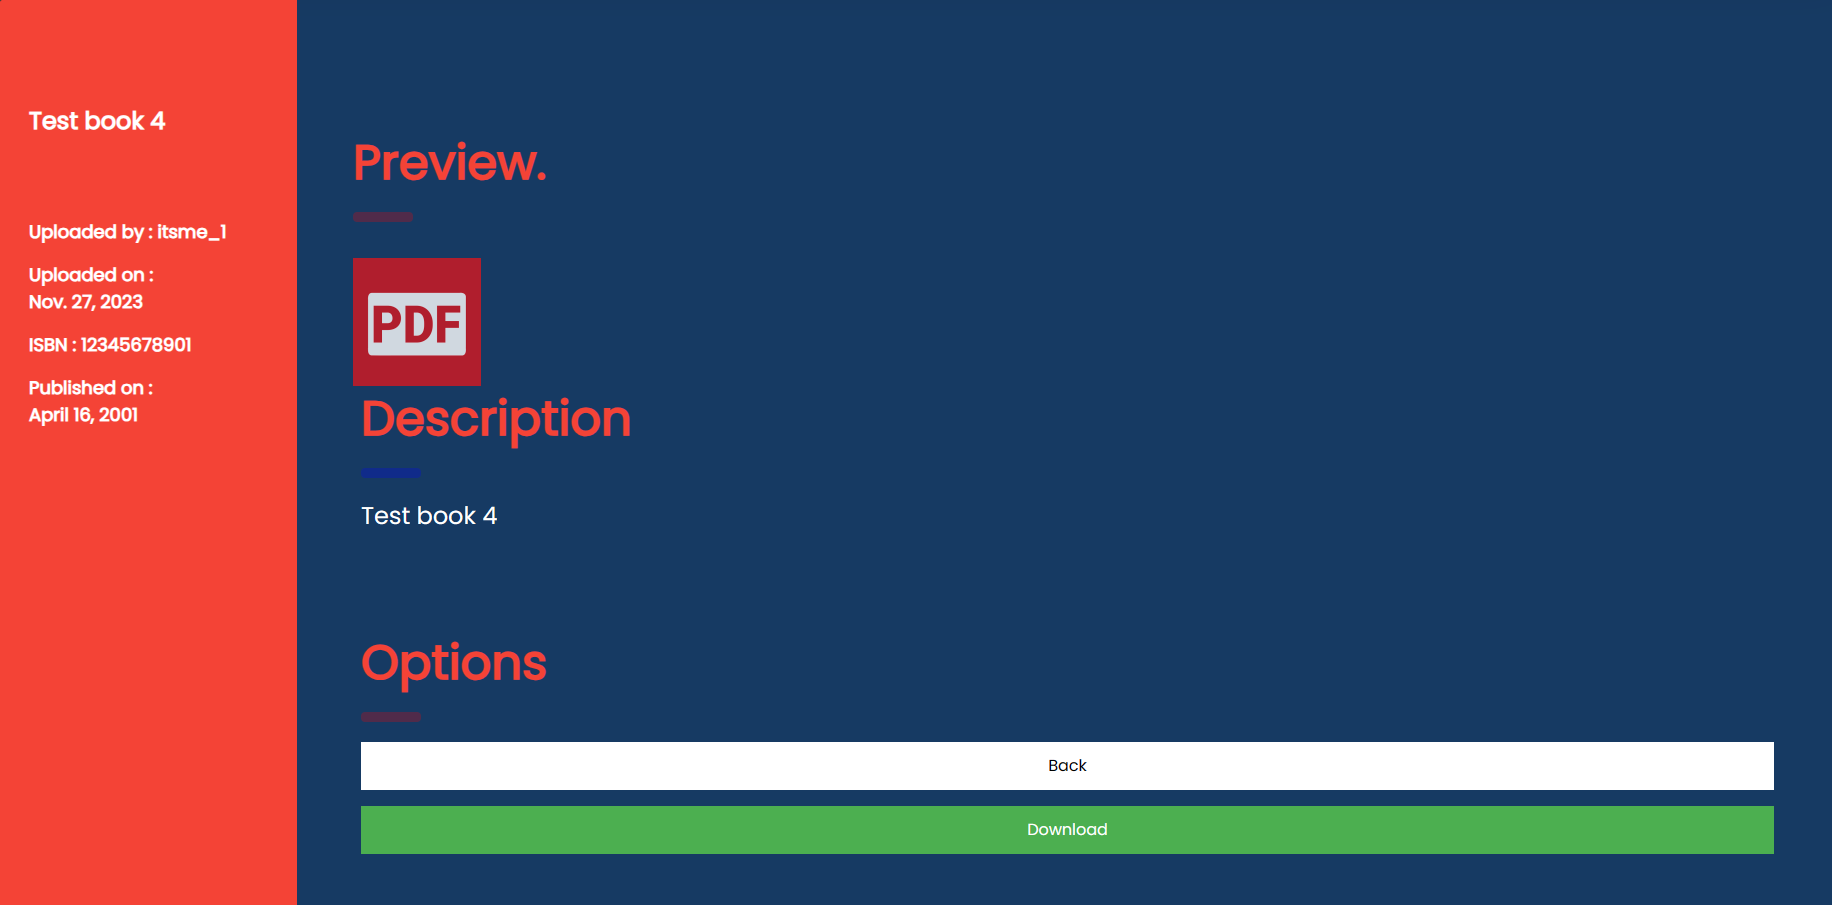 Test book 4
Uploaded by : itsme_1
Uploaded on :
Nov. 27, 2023
ISBN : 12345678901
Published on :
April 16, 2001
Preview.
PDF
Description
Test book 4
Options
Back
Download